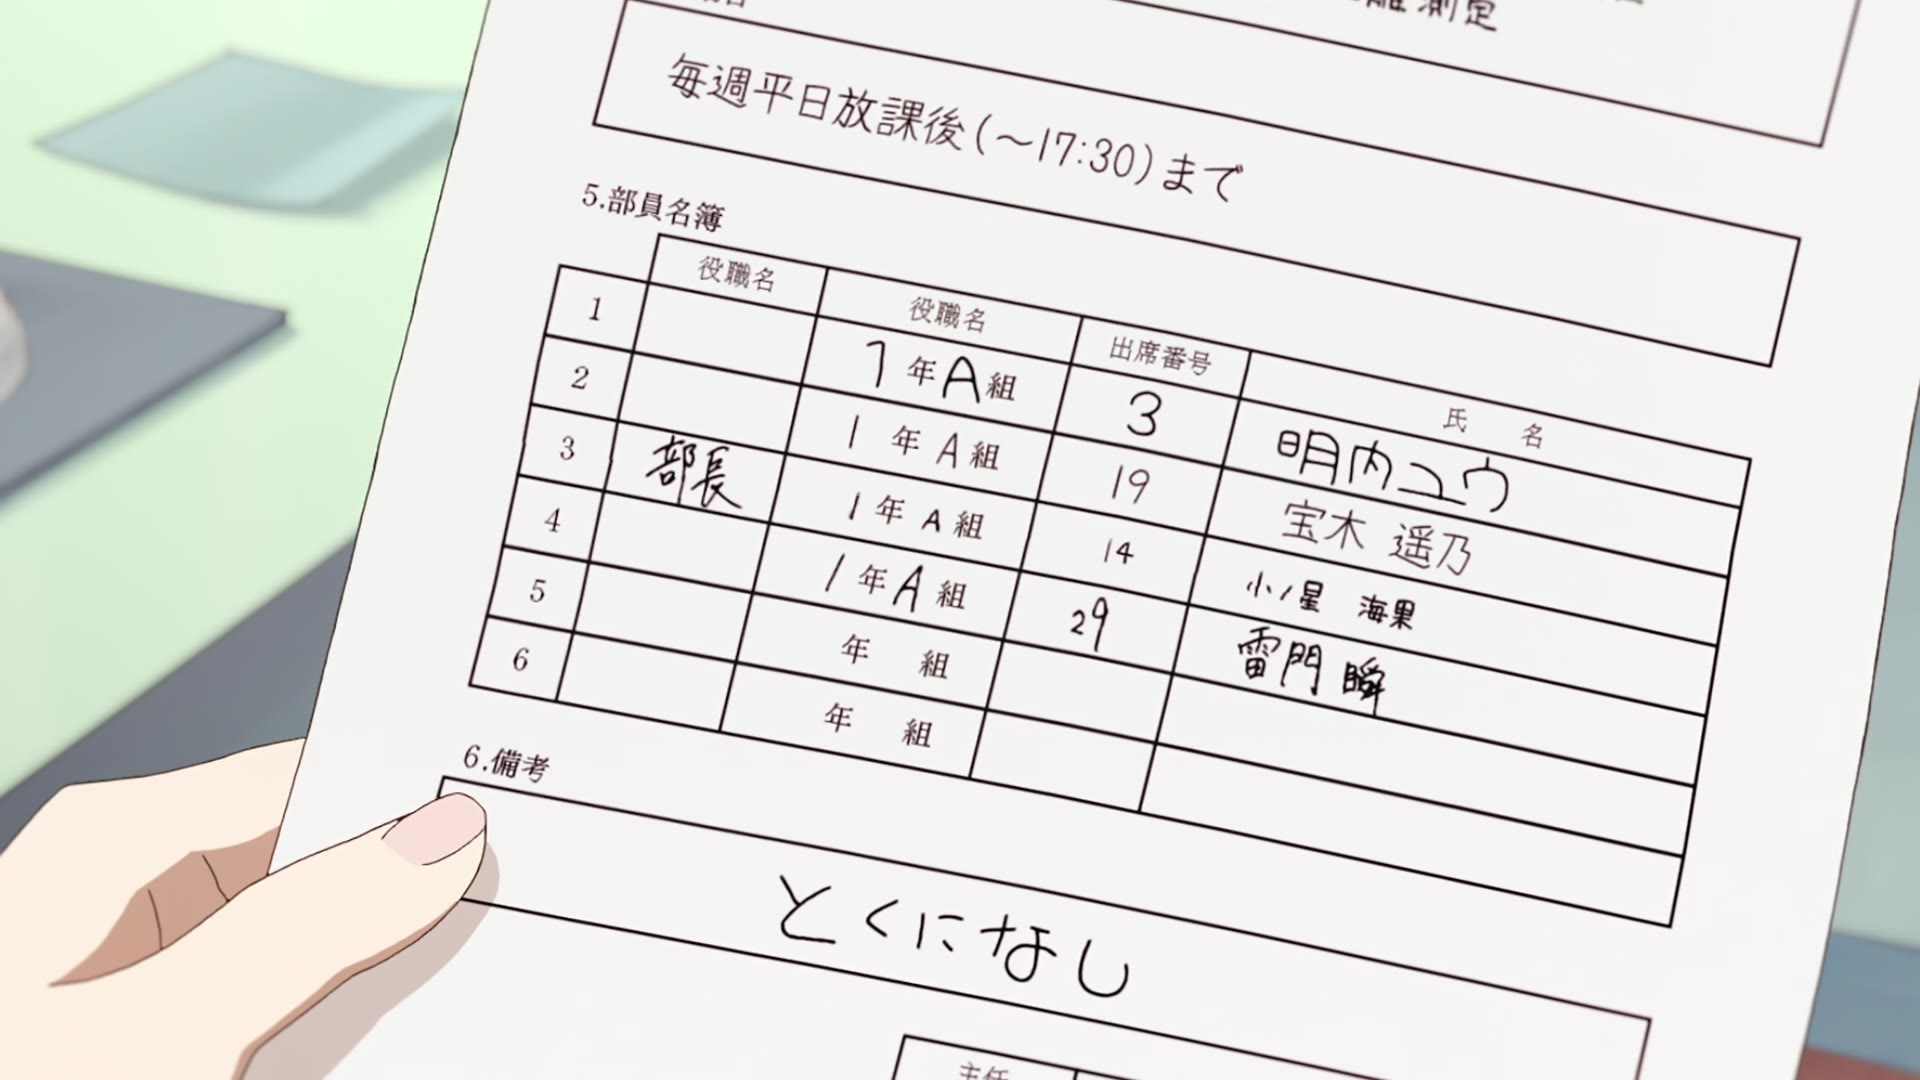 測定
毎週平日放課後(~17:30)まで
5.部員名簿
役職名 役職名 出席番号 氏 名
1 1年A組 3 明内ユウ
2 1年A組 19 宝木 遥乃
3 部長 1年A組 14 小ノ星 海果
4 1年A組 29 雷門 瞬
5 年 組
6 年 組
6.備考
とくになし
主任